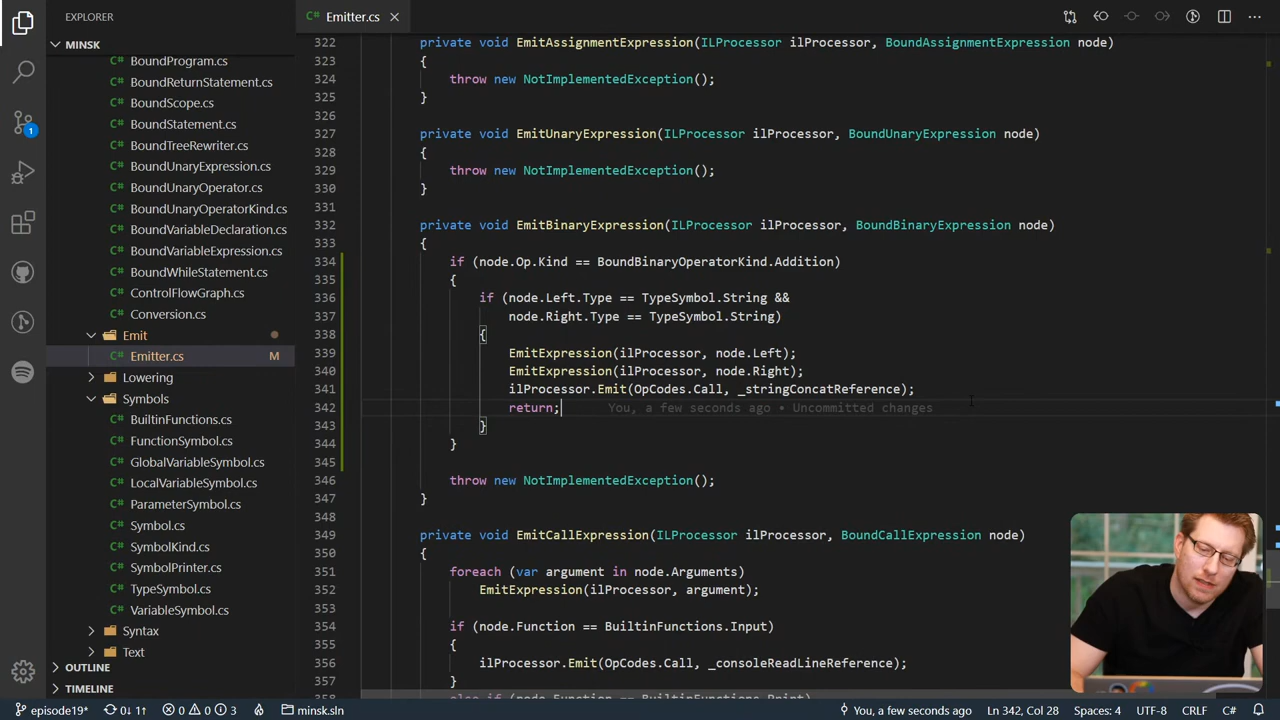 EXPLORER
MINSK
BoundProgram.cs
BoundReturnStatement.cs
BoundScope.cs
BoundStatement.cs
BoundTreeRewriter.cs
BoundUnaryExpression.cs
BoundUnaryOperator.cs
BoundUnaryOperatorKind.cs
BoundVariableDeclaration.cs
BoundVariableExpression.cs
BoundWhileStatement.cs
ControlFlowGraph.cs
Conversion.cs
Emit
Emitter.cs M
Lowering
Symbols
BuiltinFunctions.cs
FunctionSymbol.cs
GlobalVariableSymbol.cs
LocalVariableSymbol.cs
ParameterSymbol.cs
Symbol.cs
SymbolKind.cs
SymbolPrinter.cs
TypeSymbol.cs
VariableSymbol.cs
Syntax
Text
OUTLINE
TIMELINE
Emitter.cs
322 private void EmitAssignmentExpression(ILProcessor ilProcessor, BoundAssignmentExpression node)
323 {
324 throw new NotImplementedException();
325 }
326
327 private void EmitUnaryExpression(ILProcessor ilProcessor, BoundUnaryExpression node)
328 {
329 throw new NotImplementedException();
330 }
331
332 private void EmitBinaryExpression(ILProcessor ilProcessor, BoundBinaryExpression node)
333 {
334 if (node.Op.Kind == BoundBinaryOperatorKind.Addition)
335 {
336 if (node.Left.Type == TypeSymbol.String &&
337 node.Right.Type == TypeSymbol.String)
338 {
339 EmitExpression(ilProcessor, node.Left);
340 EmitExpression(ilProcessor, node.Right);
341 ilProcessor.Emit(OpCodes.Call, _stringConcatReference);
342 return; You, a few seconds ago • Uncommitted changes
343 }
344 }
345
346 throw new NotImplementedException();
347 }
348
349 private void EmitCallExpression(ILProcessor ilProcessor, BoundCallExpression node)
350 {
351 foreach (var argument in node.Arguments)
352 EmitExpression(ilProcessor, argument);
353
354 if (node.Function == BuiltinFunctions.Input)
355 {
356 ilProcessor.Emit(OpCodes.Call, _consoleReadLineReference);
357 }
358 else if (node.Function == BuiltinFunctions.Print)
1
episode19* 0↓ 1↑ 0 0 3 minsk.sln You, a few seconds ago Ln 342, Col 28 Spaces: 4 UTF-8 CRLF C#